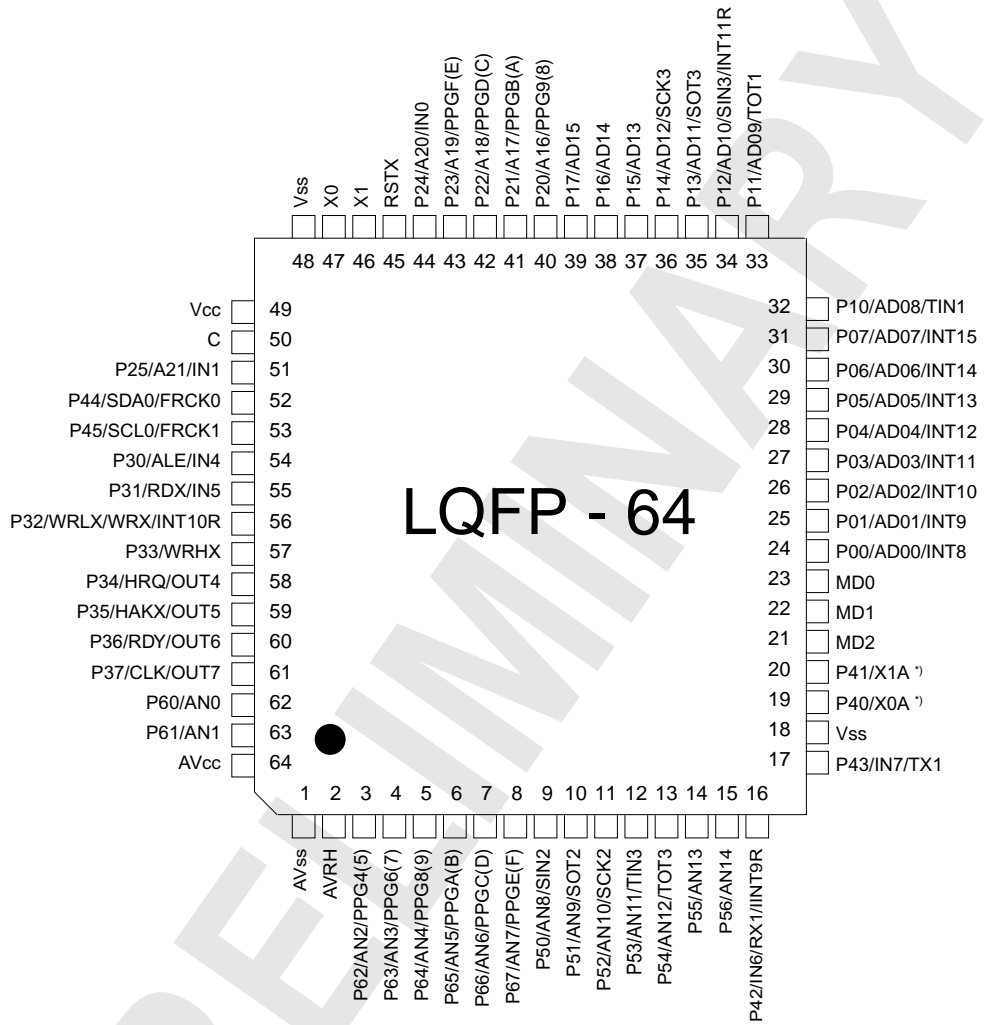 Vss
X0
X1
RSTX
P24/A20/IN0
P23/A19/PPGF(E)
P22/A18/PPGD(C)
P21/A17/PPGB(A)
P20/A16/PPG9(8)
P17/AD15
P16/AD14
P15/AD13
P14/AD12/SCK3
P13/AD11/SOT3
P12/AD10/SIN3/INT11R
P11/AD09/TOT1
48 47 46 45 44 43 42 41 40 39 38 37 36 35 34 33
Vcc 49
C 50
P25/A21/IN1 51
P44/SDA0/FRCK0 52
P45/SCL0/FRCK1 53
P30/ALE/IN4 54
P31/RDX/IN5 55
P32/WRLX/WRX/INT10R 56
P33/WRHX 57
P34/HRQ/OUT4 58
P35/HAKX/OUT5 59
P36/RDY/OUT6 60
P37/CLK/OUT7 61
P60/AN0 62
P61/AN1 63
AVcc 64
LQFP - 64
32 P10/AD08/TIN1
31 P07/AD07/INT15
30 P06/AD06/INT14
29 P05/AD05/INT13
28 P04/AD04/INT12
27 P03/AD03/INT11
26 P02/AD02/INT10
25 P01/AD01/INT9
24 P00/AD00/INT8
23 MD0
22 MD1
21 MD2
20 P41/X1A *)
19 P40/X0A *)
18 Vss
17 P43/IN7/TX1
1 2 3 4 5 6 7 8 9 10 11 12 13 14 15 16
AVss
AVRH
P62/AN2/PPG4(5)
P63/AN3/PPG6(7)
P64/AN4/PPG8(9)
P65/AN5/PPGA(B)
P66/AN6/PPGC(D)
P67/AN7/PPGE(F)
P50/AN8/SIN2
P51/AN9/SOT2
P52/AN10/SCK2
P53/AN11/TIN3
P54/AN12/TOT3
P55/AN13
P56/AN14
P42/IN6/RX1/IINT9R
PRELIMINARY